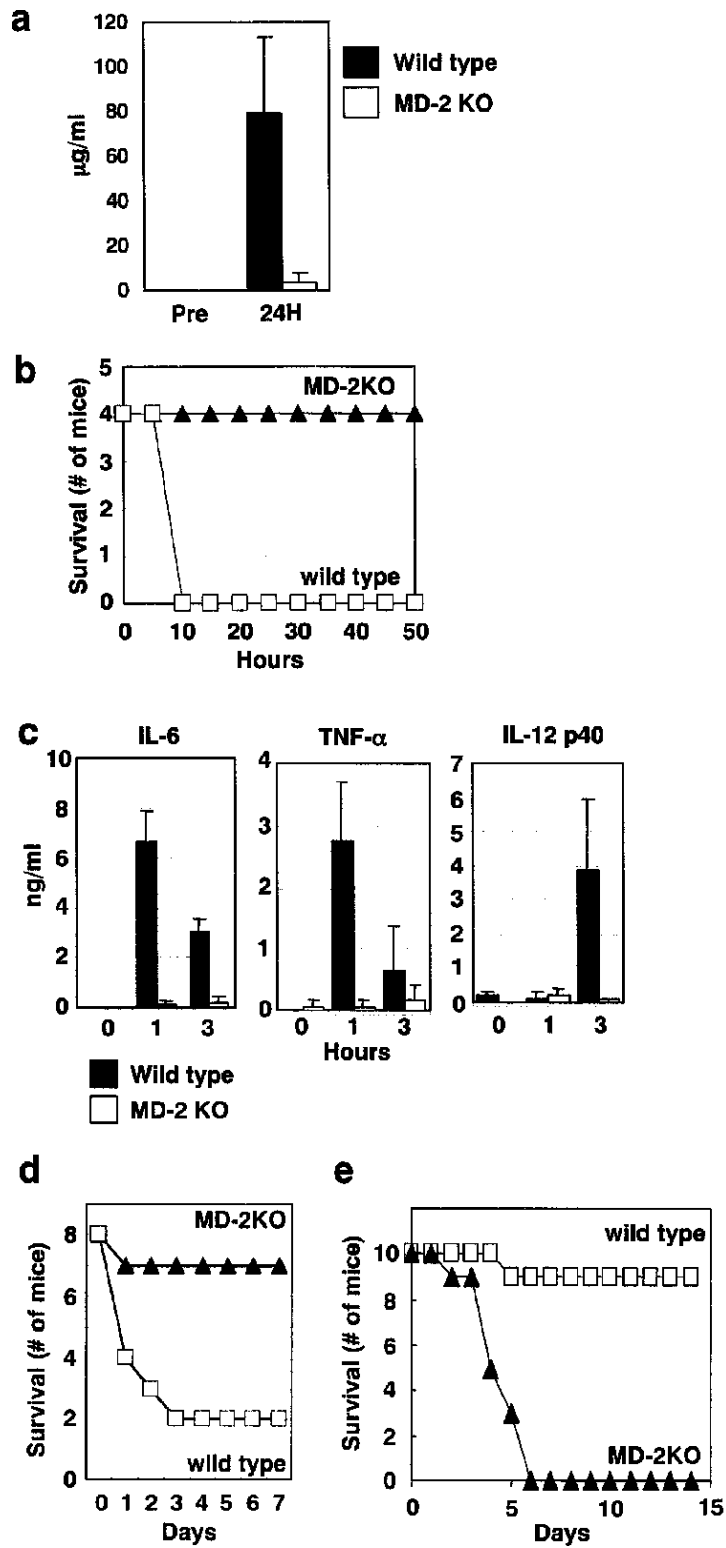 a
120
100
80
60
40
20
0
µg/ml
Pre 24H
Wild type
MD-2 KO
b
5
4
3
2
1
0
Survival (# of mice)
MD-2KO
wild type
0 10 20 30 40 50
Hours
c
IL-6
10
8
6
4
2
0
ng/ml
0 1 3
TNF-α
4
3
2
1
0
0 1 3
Hours
IL-12 p40
7
6
5
4
3
2
1
0
0 1 3
Wild type
MD-2 KO
d
8
6
4
2
0
Survival (# of mice)
MD-2KO
wild type
0 1 2 3 4 5 6 7
Days
e
10
8
6
4
2
0
Survival (# of mice)
wild type
MD-2KO
0 5 10 15
Days